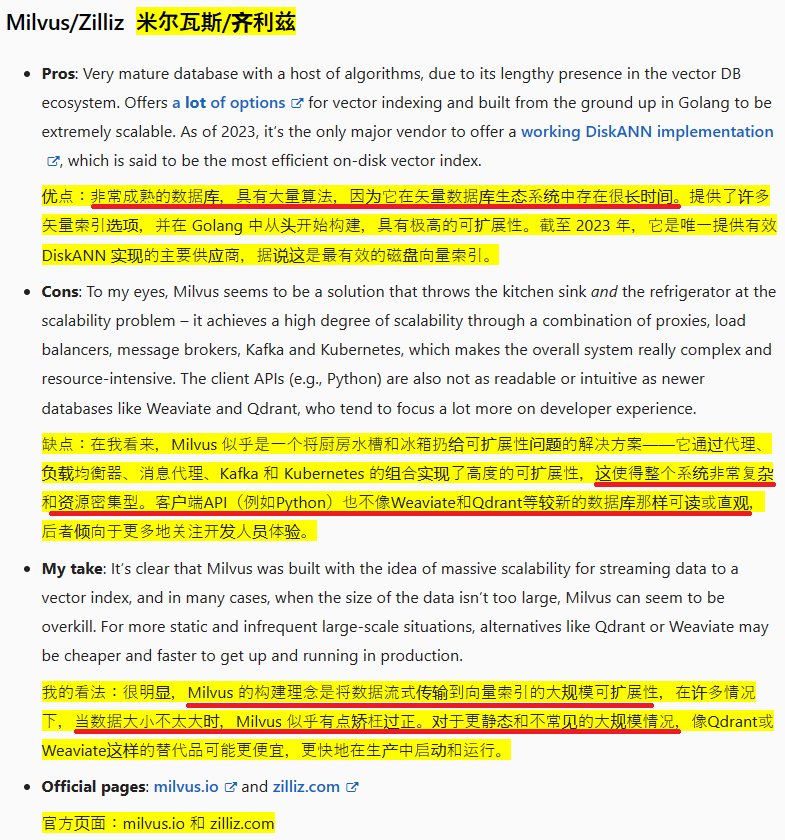 Milvus/Zilliz 米尔瓦斯/齐利兹
Pros: Very mature database with a host of algorithms, due to its lengthy presence in the vector DB
ecosystem. Offers a lot of options for vector indexing and built from the ground up in Golang to be
extremely scalable. As of 2023, it's the only major vendor to offer a working DiskANN implementation
, which is said to be the most efficient on-disk vector index.
优点：非常成熟的数据库，具有大量算法，因为它在矢量数据库生态系统中存在很长时间。提供了许多
矢量索引选项，并在 Golang 中从头开始构建，具有极高的可扩展性。截至 2023 年，它是唯一提供有效
DiskANN 实现的主要供应商，据说这是最有效的磁盘向量索引。
Cons: To my eyes, Milvus seems to be a solution that throws the kitchen sink and the refrigerator at the
scalability problem – it achieves a high degree of scalability through a combination of proxies, load
balancers, message brokers, Kafka and Kubernetes, which makes the overall system really complex and
resource-intensive. The client APIs (e.g., Python) are also not as readable or intuitive as newer
databases like Weaviate and Qdrant, who tend to focus a lot more on developer experience.
缺点：在我看来，Milvus 似乎是一个将厨房水槽和冰箱扔给可扩展性问题的解决方案——它通过代理、
负载均衡器、消息代理、Kafka 和 Kubernetes 的组合实现了高度的可扩展性，这使得整个系统非常复杂
和资源密集型。客户端API（例如Python）也不像Weaviate和Qdrant等较新的数据库那样可读或直观，
后者倾向于更多地关注开发人员体验。
My take: It's clear that Milvus was built with the idea of massive scalability for streaming data to a
vector index, and in many cases, when the size of the data isn't too large, Milvus can seem to be
overkill. For more static and infrequent large-scale situations, alternatives like Qdrant or Weaviate may
be cheaper and faster to get up and running in production.
我的看法：很明显，Milvus 的构建理念是将数据流式传输到向量索引的大规模可扩展性，在许多情况
下，当数据大小不太大时，Milvus 似乎有点矫枉过正。对于更静态和不常见的大规模情况，像Qdrant或
Weaviate这样的替代品可能更便宜，更快地在生产中启动和运行。
Official pages: milvus.io and zilliz.com
官方页面：milvus.io 和 zilliz.com